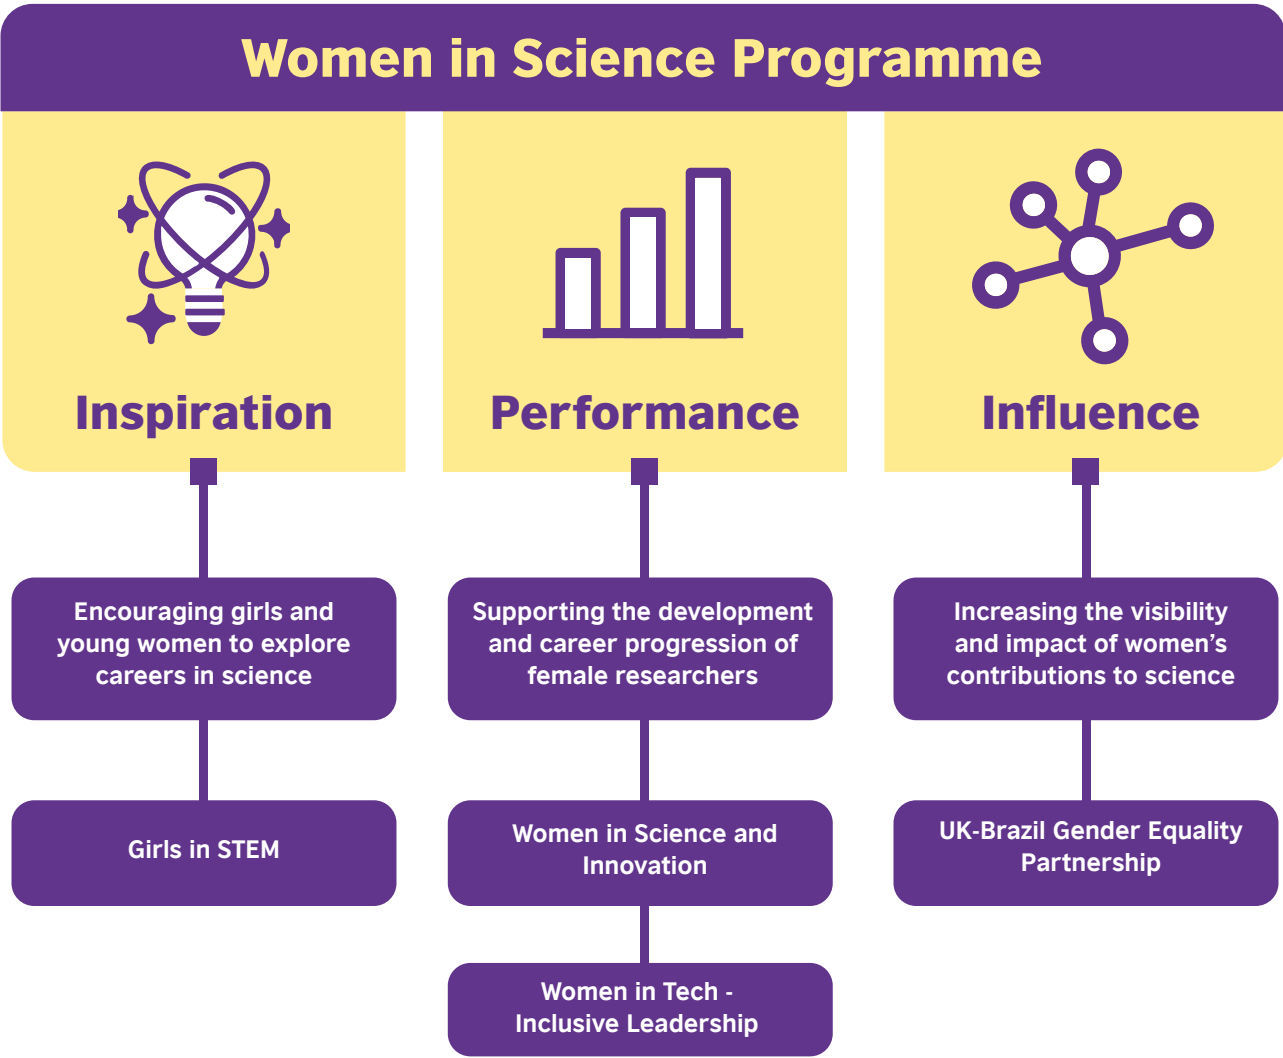 Women in Science Programme
Inspiration
Encouraging girls and
young women to explore
careers in science
Girls in STEM
Performance
Supporting the development
and career progression of
female researchers
Women in Science and
Innovation
Women in Tech -
Inclusive Leadership
Influence
Increasing the visibility
and impact of women’s
contributions to science
UK-Brazil Gender Equality
Partnership